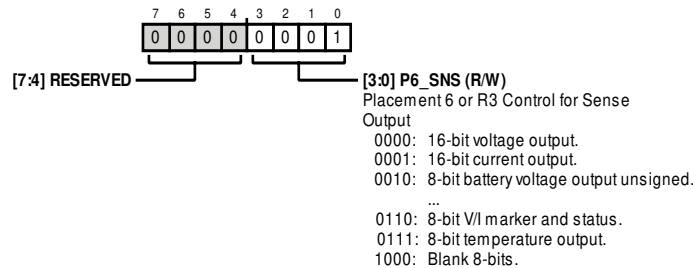 7 6 5 4 3 2 1 0
0 0 0 0 0 0 0 1
[7:4] RESERVED [3:0] P6_SNS (R/W)
Placement 6 or R3 Control for Sense
Output
0000: 16-bit voltage output.
0001: 16-bit current output.
0010: 8-bit battery voltage output unsigned.
...
0110: 8-bit V/I marker and status.
0111: 8-bit temperature output.
1000: Blank 8-bits.